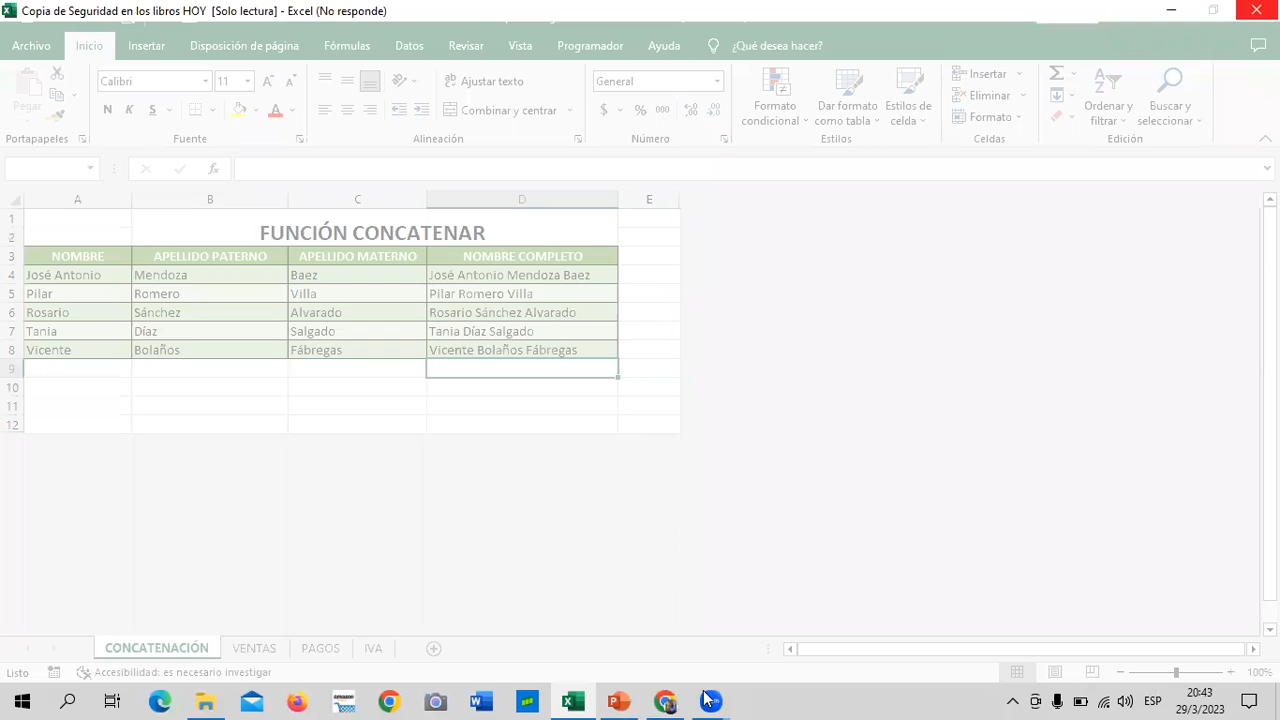 Copia de Seguridad en los libros HOY [Solo lectura] - Excel (No responde)
Archivo Inicio Insertar Disposición de página Fórmulas Datos Revisar Vista Programador Ayuda ¿Qué desea hacer?
Pegar Calibri 11 Ajustar texto General Formato condicional Dar formato como tabla Estilos de celda Insertar Ordenar y filtrar Buscar y seleccionar
N K S Combinar y centrar $ % 000 Eliminar
Formato
Portapapeles Fuente Alineación Número Estilos Celdas Edición
fx
A B C D E
1
2 FUNCIÓN CONCATENAR
3 NOMBRE APELLIDO PATERNO APELLIDO MATERNO NOMBRE COMPLETO
4 José Antonio Mendoza Baez José Antonio Mendoza Baez
5 Pilar Romero Villa Pilar Romero Villa
6 Rosario Sánchez Alvarado Rosario Sánchez Alvarado
7 Tania Díaz Salgado Tania Díaz Salgado
8 Vicente Bolaños Fábregas Vicente Bolaños Fábregas
9
10
11
12
CONCATENACIÓN VENTAS PAGOS IVA
Listo Accesibilidad: es necesario investigar 100%
ESP 20:43
29/3/2023